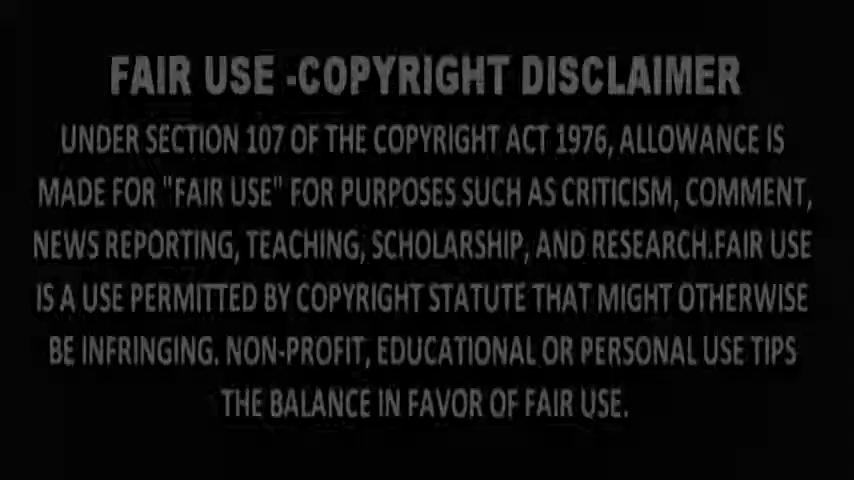 FAIR USE -COPYRIGHT DISCLAIMER
UNDER SECTION 107 OF THE COPYRIGHT ACT 1976, ALLOWANCE IS
MADE FOR "FAIR USE" FOR PURPOSES SUCH AS CRITICISM, COMMENT,
NEWS REPORTING, TEACHING, SCHOLARSHIP, AND RESEARCH.FAIR USE
IS A USE PERMITTED BY COPYRIGHT STATUTE THAT MIGHT OTHERWISE
BE INFRINGING. NON-PROFIT, EDUCATIONAL OR PERSONAL USE TIPS
THE BALANCE IN FAVOR OF FAIR USE.